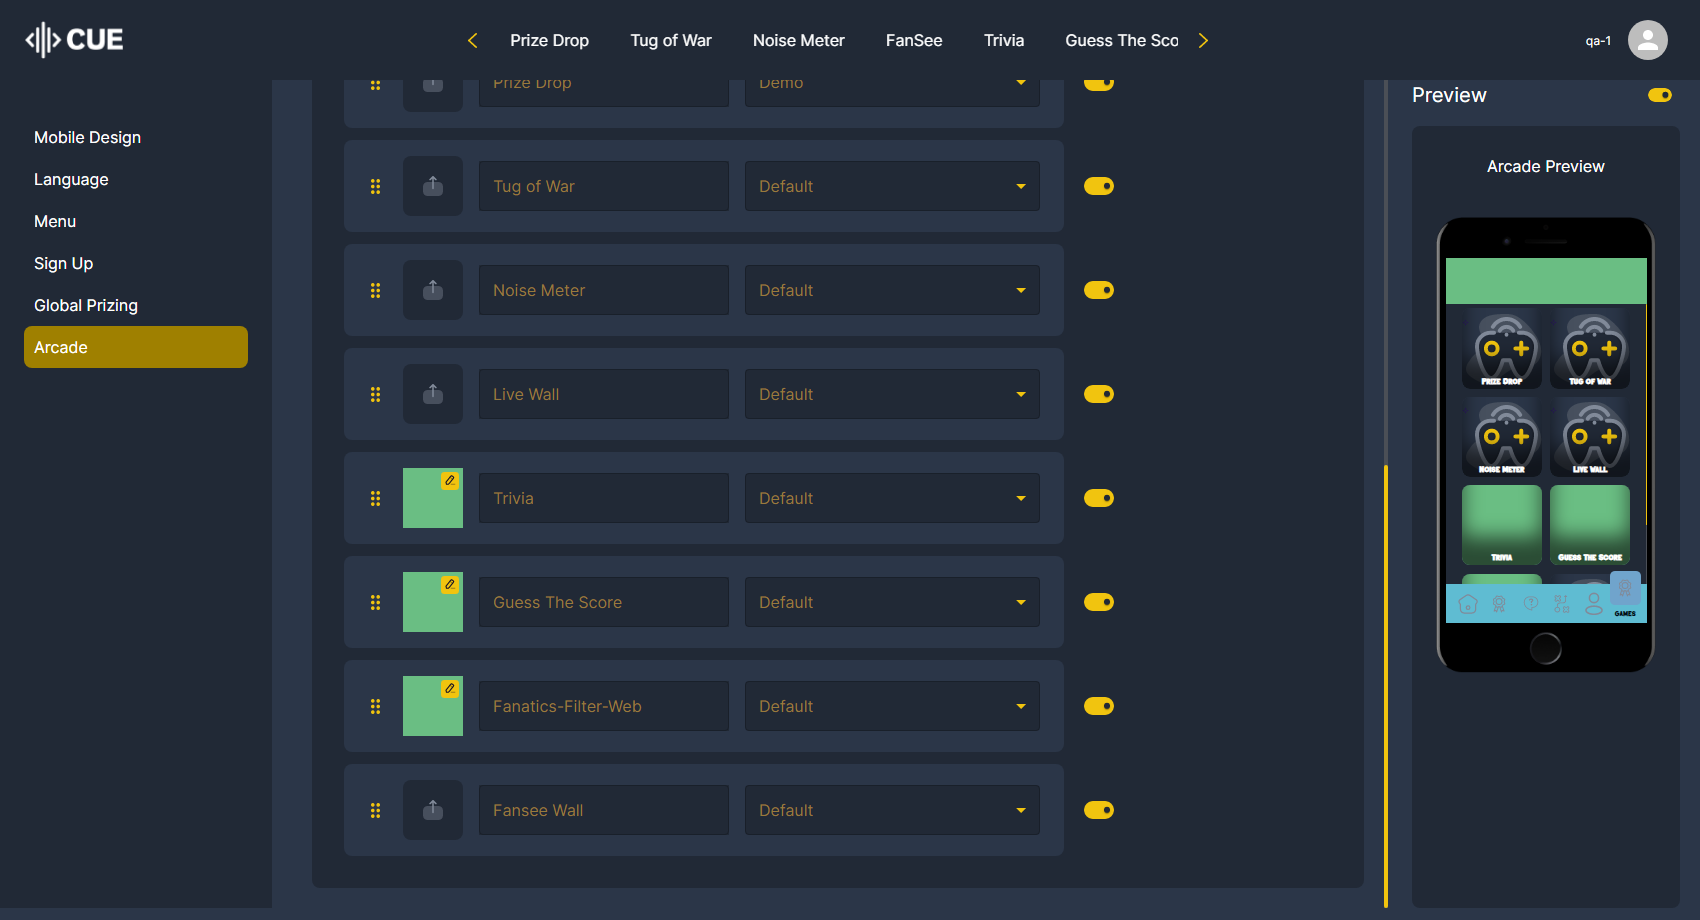 CUE
Prize Drop
Tug of War
Noise Meter
FanSee
Trivia
Guess The Sco
qa-1
Mobile Design
Language
Menu
Sign Up
Global Prizing
Arcade
Prize Drop
Demo
Tug of War
Default
Noise Meter
Default
Live Wall
Default
Trivia
Default
Guess The Score
Default
Fanatics-Filter-Web
Default
Fansee Wall
Default
Preview
Arcade Preview
Prize Drop
Tug of War
Noise Meter
Live Wall
Trivia
Guess The Score
GAMES